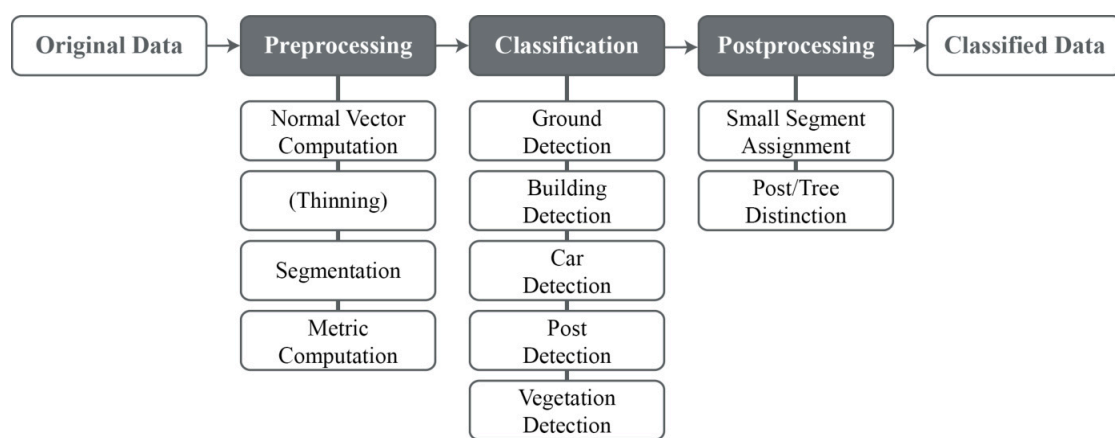 Original Data
Preprocessing
Classification
Postprocessing
Classified Data
Normal Vector
Computation
(Thinning)
Segmentation
Metric
Computation
Ground
Detection
Building
Detection
Car
Detection
Post
Detection
Vegetation
Detection
Small Segment
Assignment
Post/Tree
Distinction